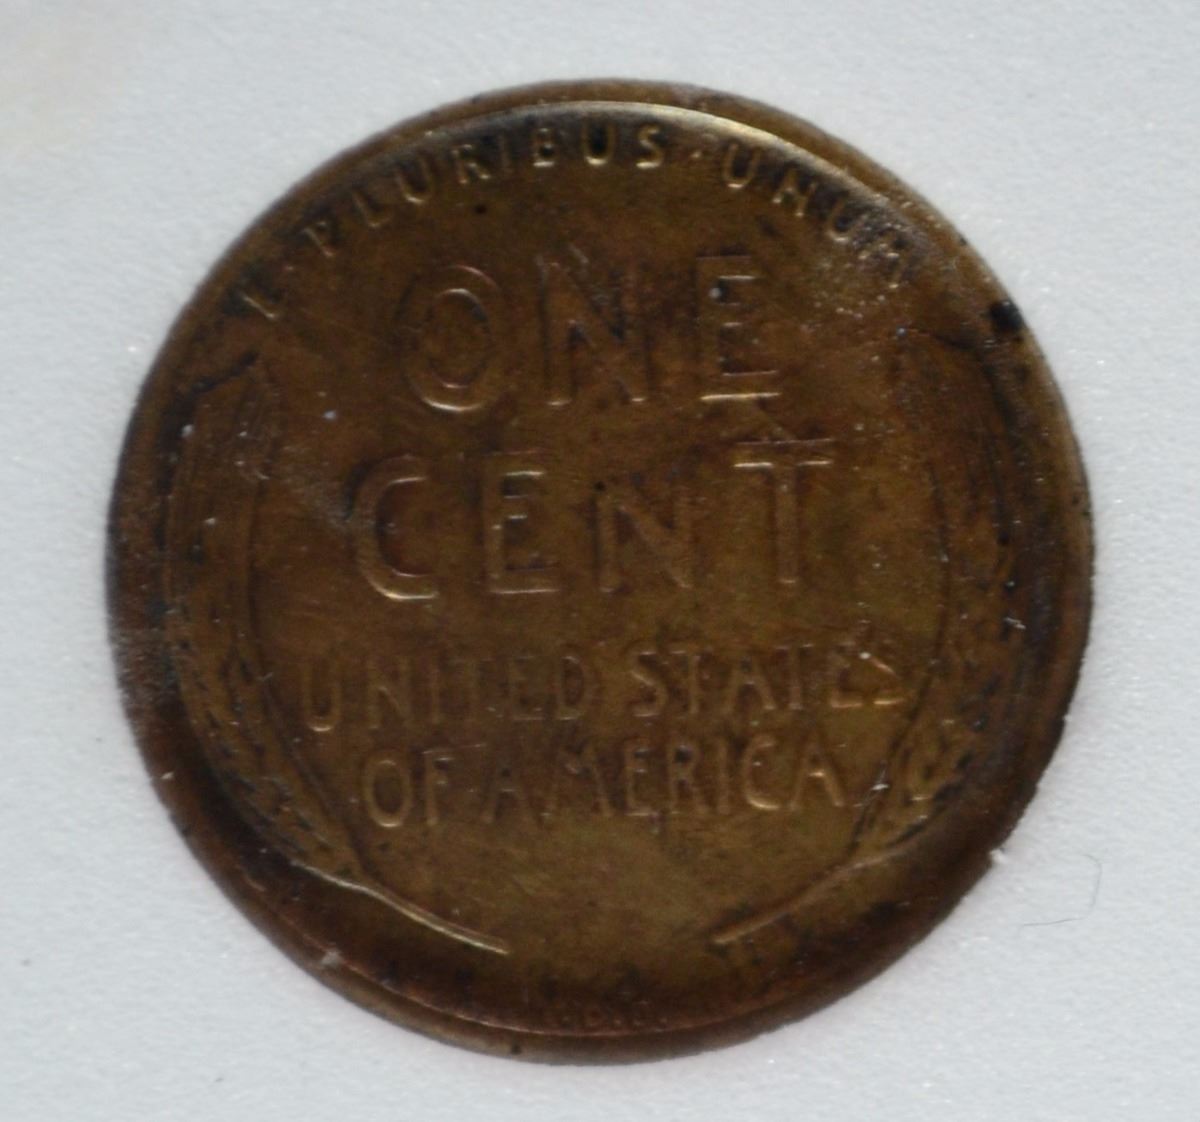 E · PLURIBUS · UNUM
ONE
CENT
UNITED STATES
OF AMERICA